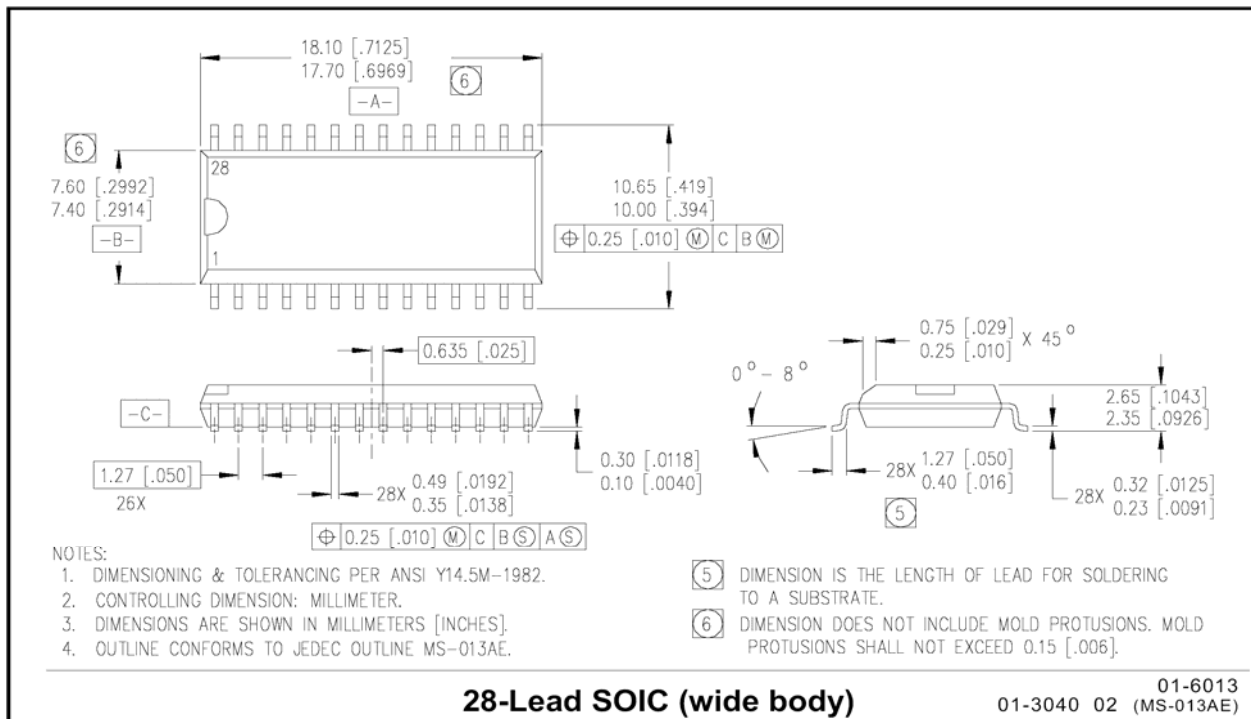 18.10 [.7125]
17.70 [.6969]
6
-A-
6
28
7.60 [.2992]
7.40 [.2914]
-B-
1
10.65 [.419]
10.00 [.394]
⌖ 0.25 [.010] Ⓜ C B Ⓜ
0.635 [.025]
-C-
1.27 [.050]
26X
28X 0.49 [.0192]
0.35 [.0138]
⌖ 0.25 [.010] Ⓜ C B Ⓢ A Ⓢ
0.30 [.0118]
0.10 [.0040]
0.75 [.029]
0.25 [.010]
X 45°
0° - 8°
2.65 [.1043]
2.35 [.0926]
28X 1.27 [.050]
0.40 [.016]
5
28X 0.32 [.0125]
0.23 [.0091]
NOTES:
1. DIMENSIONING & TOLERANCING PER ANSI Y14.5M-1982.
2. CONTROLLING DIMENSION: MILLIMETER.
3. DIMENSIONS ARE SHOWN IN MILLIMETERS [INCHES].
4. OUTLINE CONFORMS TO JEDEC OUTLINE MS-013AE.
5 DIMENSION IS THE LENGTH OF LEAD FOR SOLDERING
TO A SUBSTRATE.
6 DIMENSION DOES NOT INCLUDE MOLD PROTUSIONS. MOLD
PROTUSIONS SHALL NOT EXCEED 0.15 [.006].
28-Lead SOIC (wide body)
01-6013
01-3040 02 (MS-013AE)